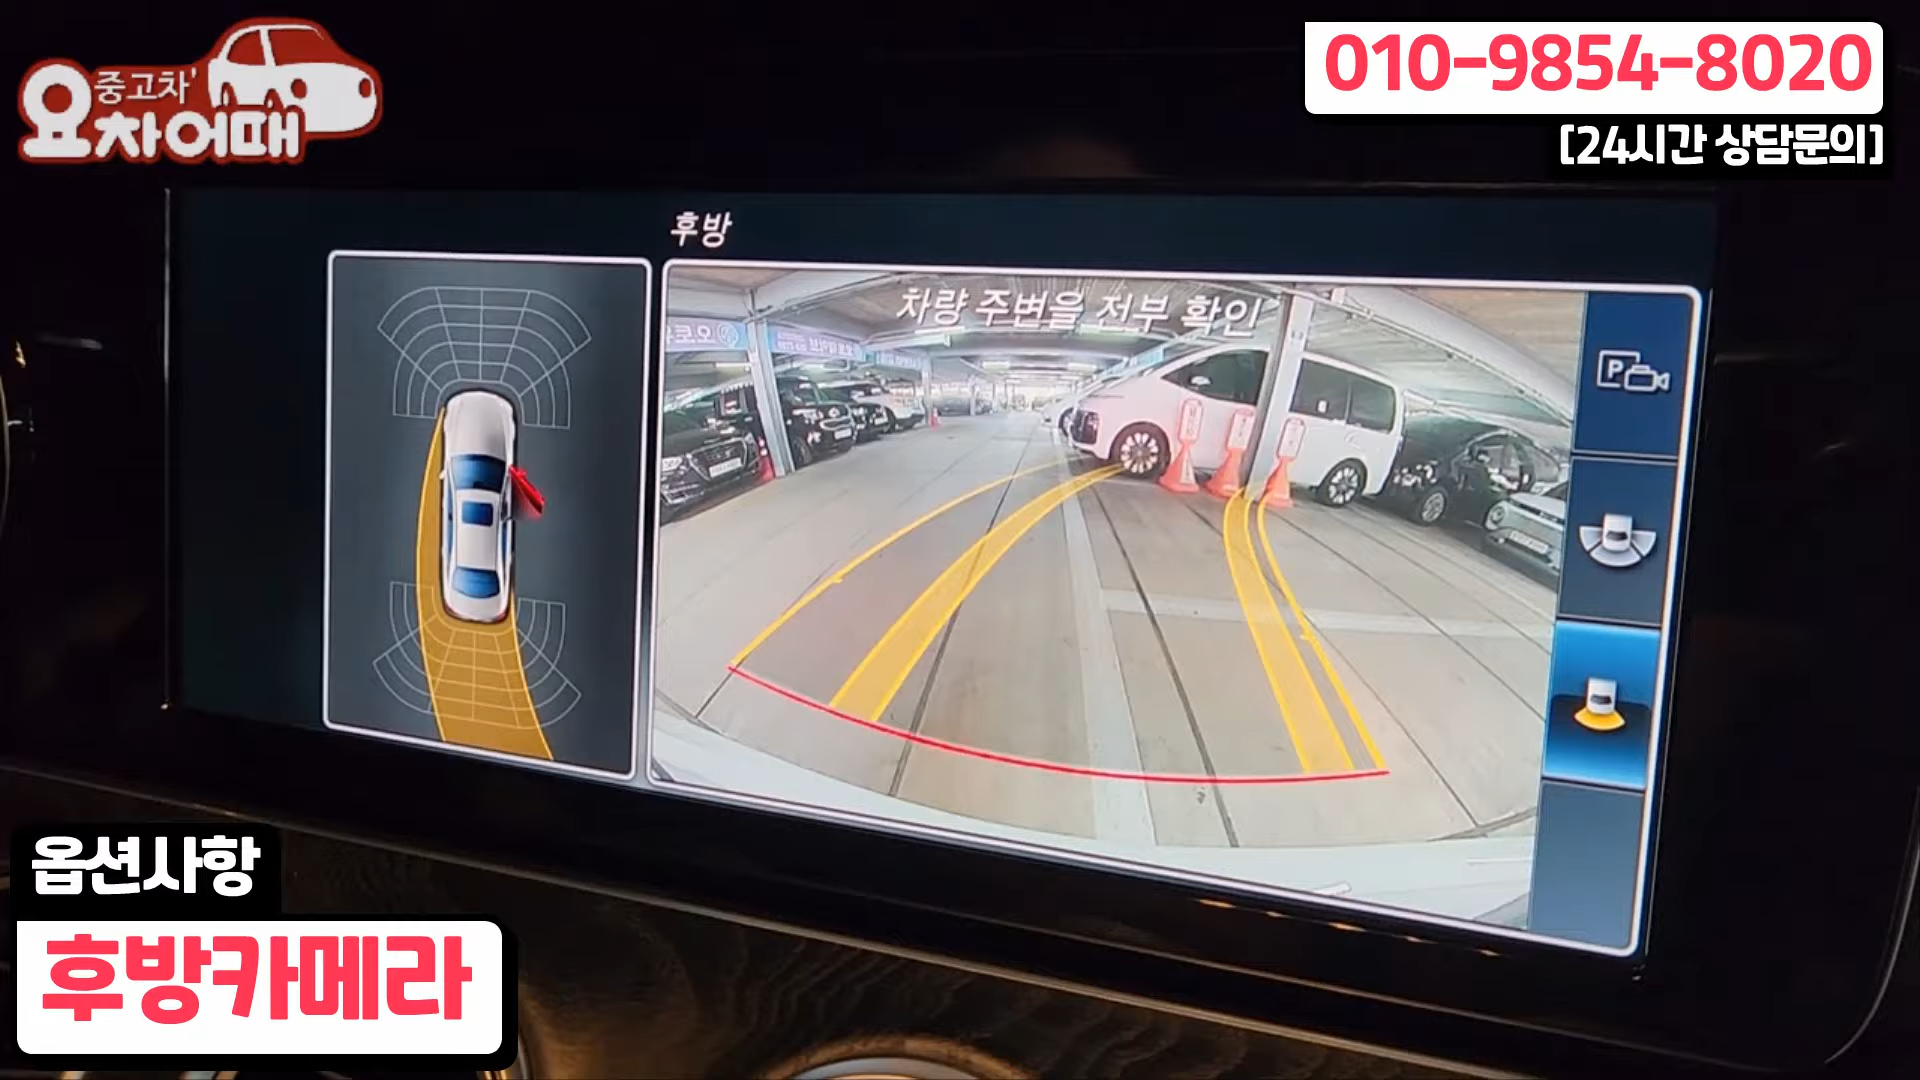 중고차'
요차어때
010-9854-8020
[24시간 상담문의]
후방
차량 주변을 전부 확인
P
옵션사항
후방카메라